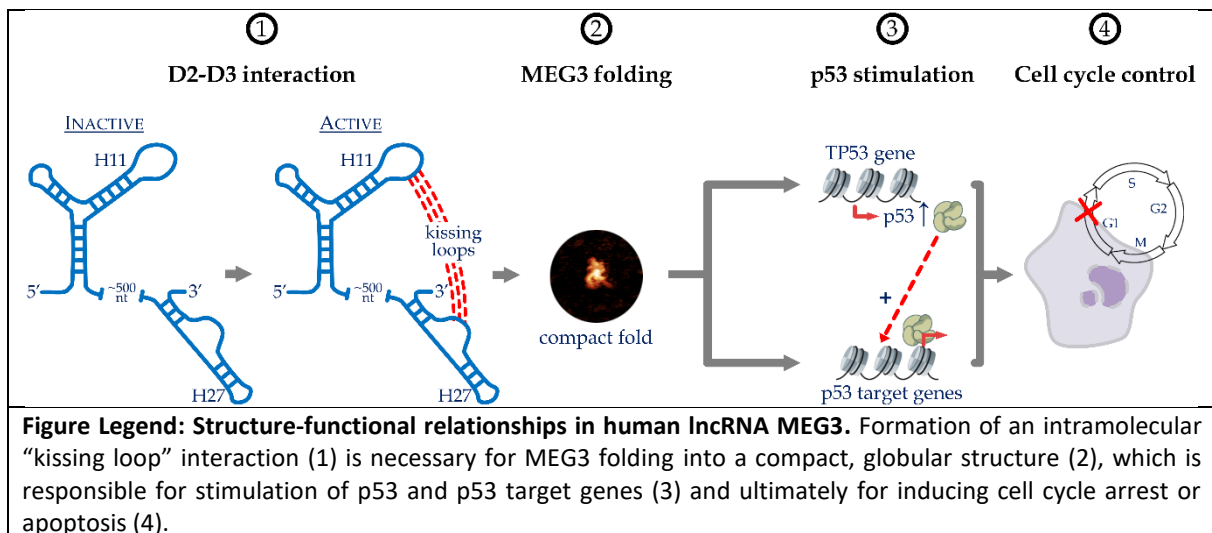 ① ② ③ ④
D2-D3 interaction MEG3 folding p53 stimulation Cell cycle control
INACTIVE ACTIVE
H11 H11
TP53 gene
p53
kissing
loops
S
G2
G1
M
5′ ~500 nt 3′ 5′ ~500 nt 3′
+
compact fold
H27 H27
p53 target genes
Figure Legend: Structure-functional relationships in human lncRNA MEG3. Formation of an intramolecular
“kissing loop” interaction (1) is necessary for MEG3 folding into a compact, globular structure (2), which is
responsible for stimulation of p53 and p53 target genes (3) and ultimately for inducing cell cycle arrest or
apoptosis (4).